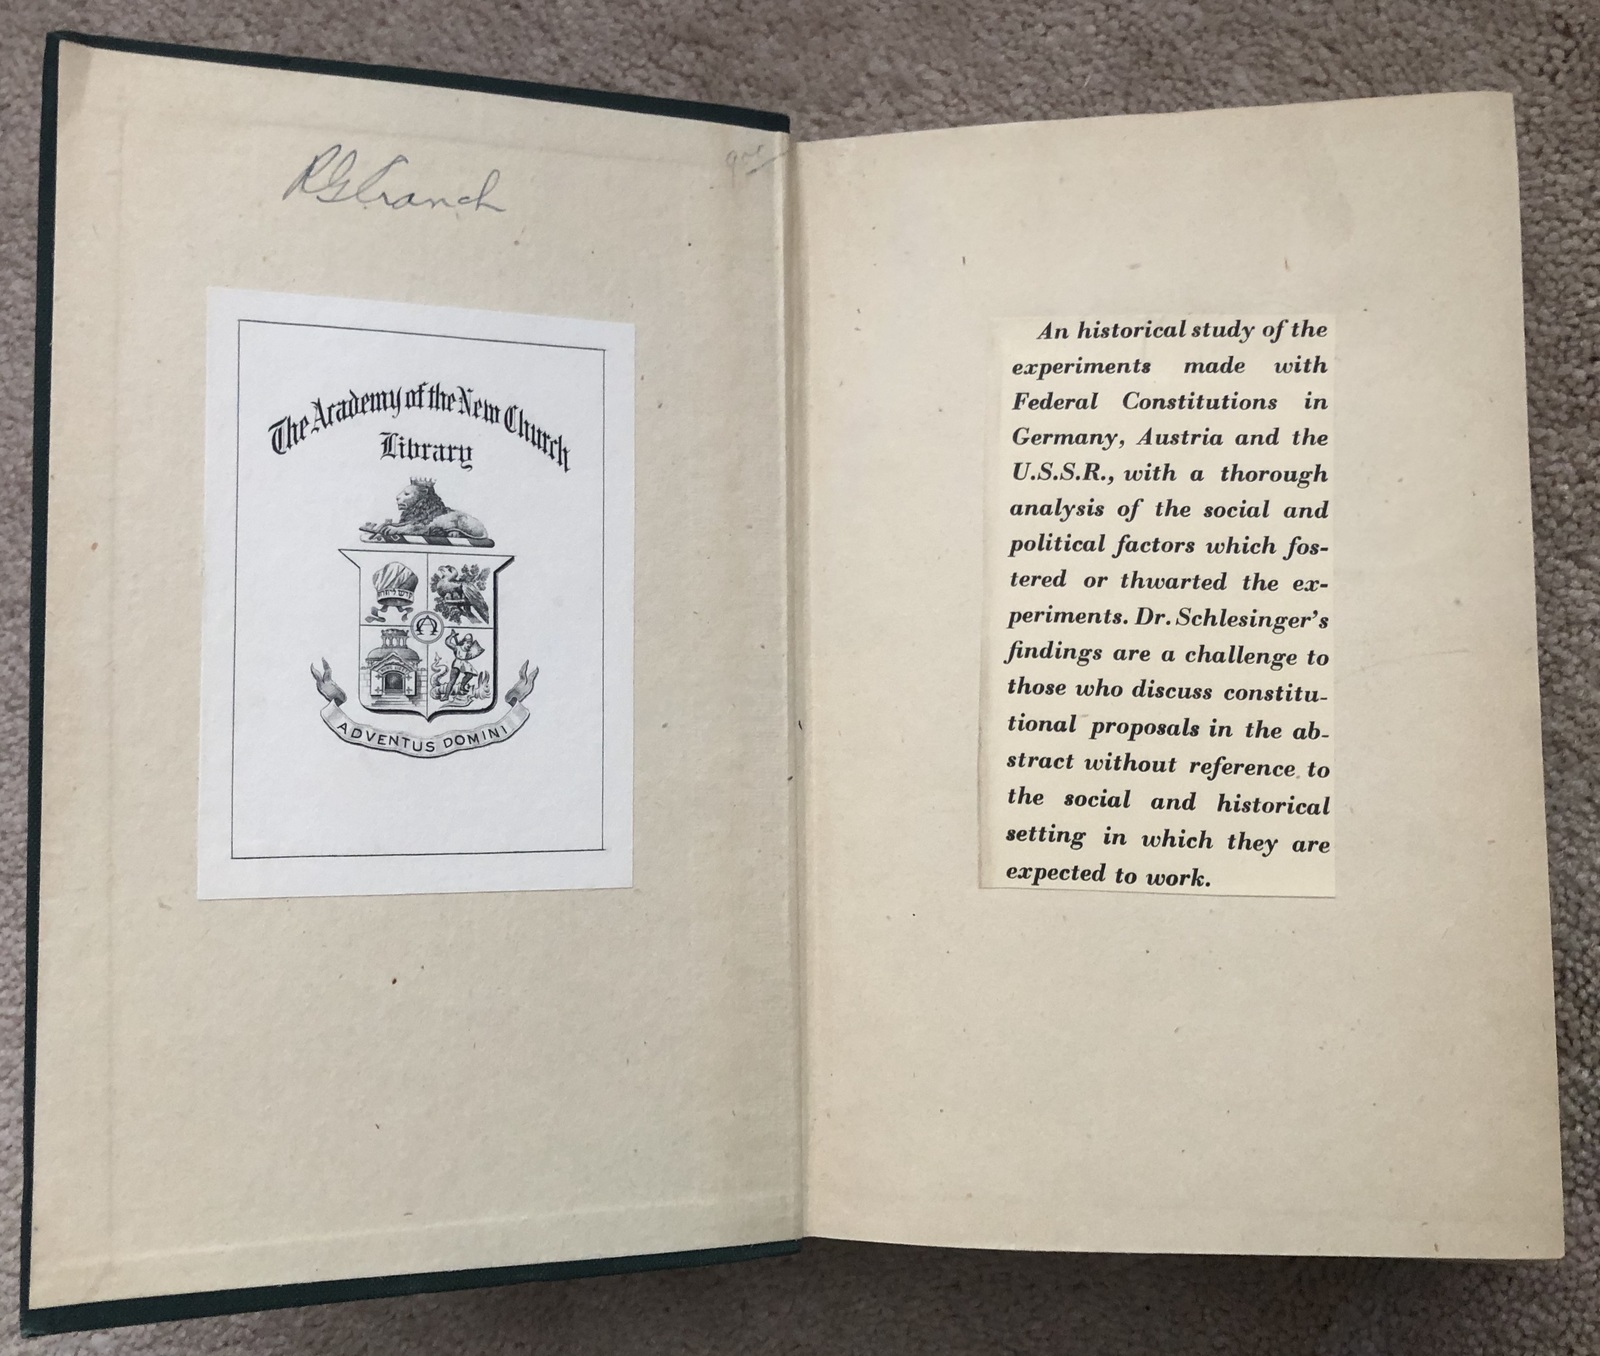 R G Cranch
The Academy of the New Church
Library
ADVENTUS DOMINI
An historical study of the
experiments made with
Federal Constitutions in
Germany, Austria and the
U.S.S.R., with a thorough
analysis of the social and
political factors which fos-
tered or thwarted the ex-
periments. Dr. Schlesinger's
findings are a challenge to
those who discuss constitu-
tional proposals in the ab-
stract without reference to
the social and historical
setting in which they are
expected to work.